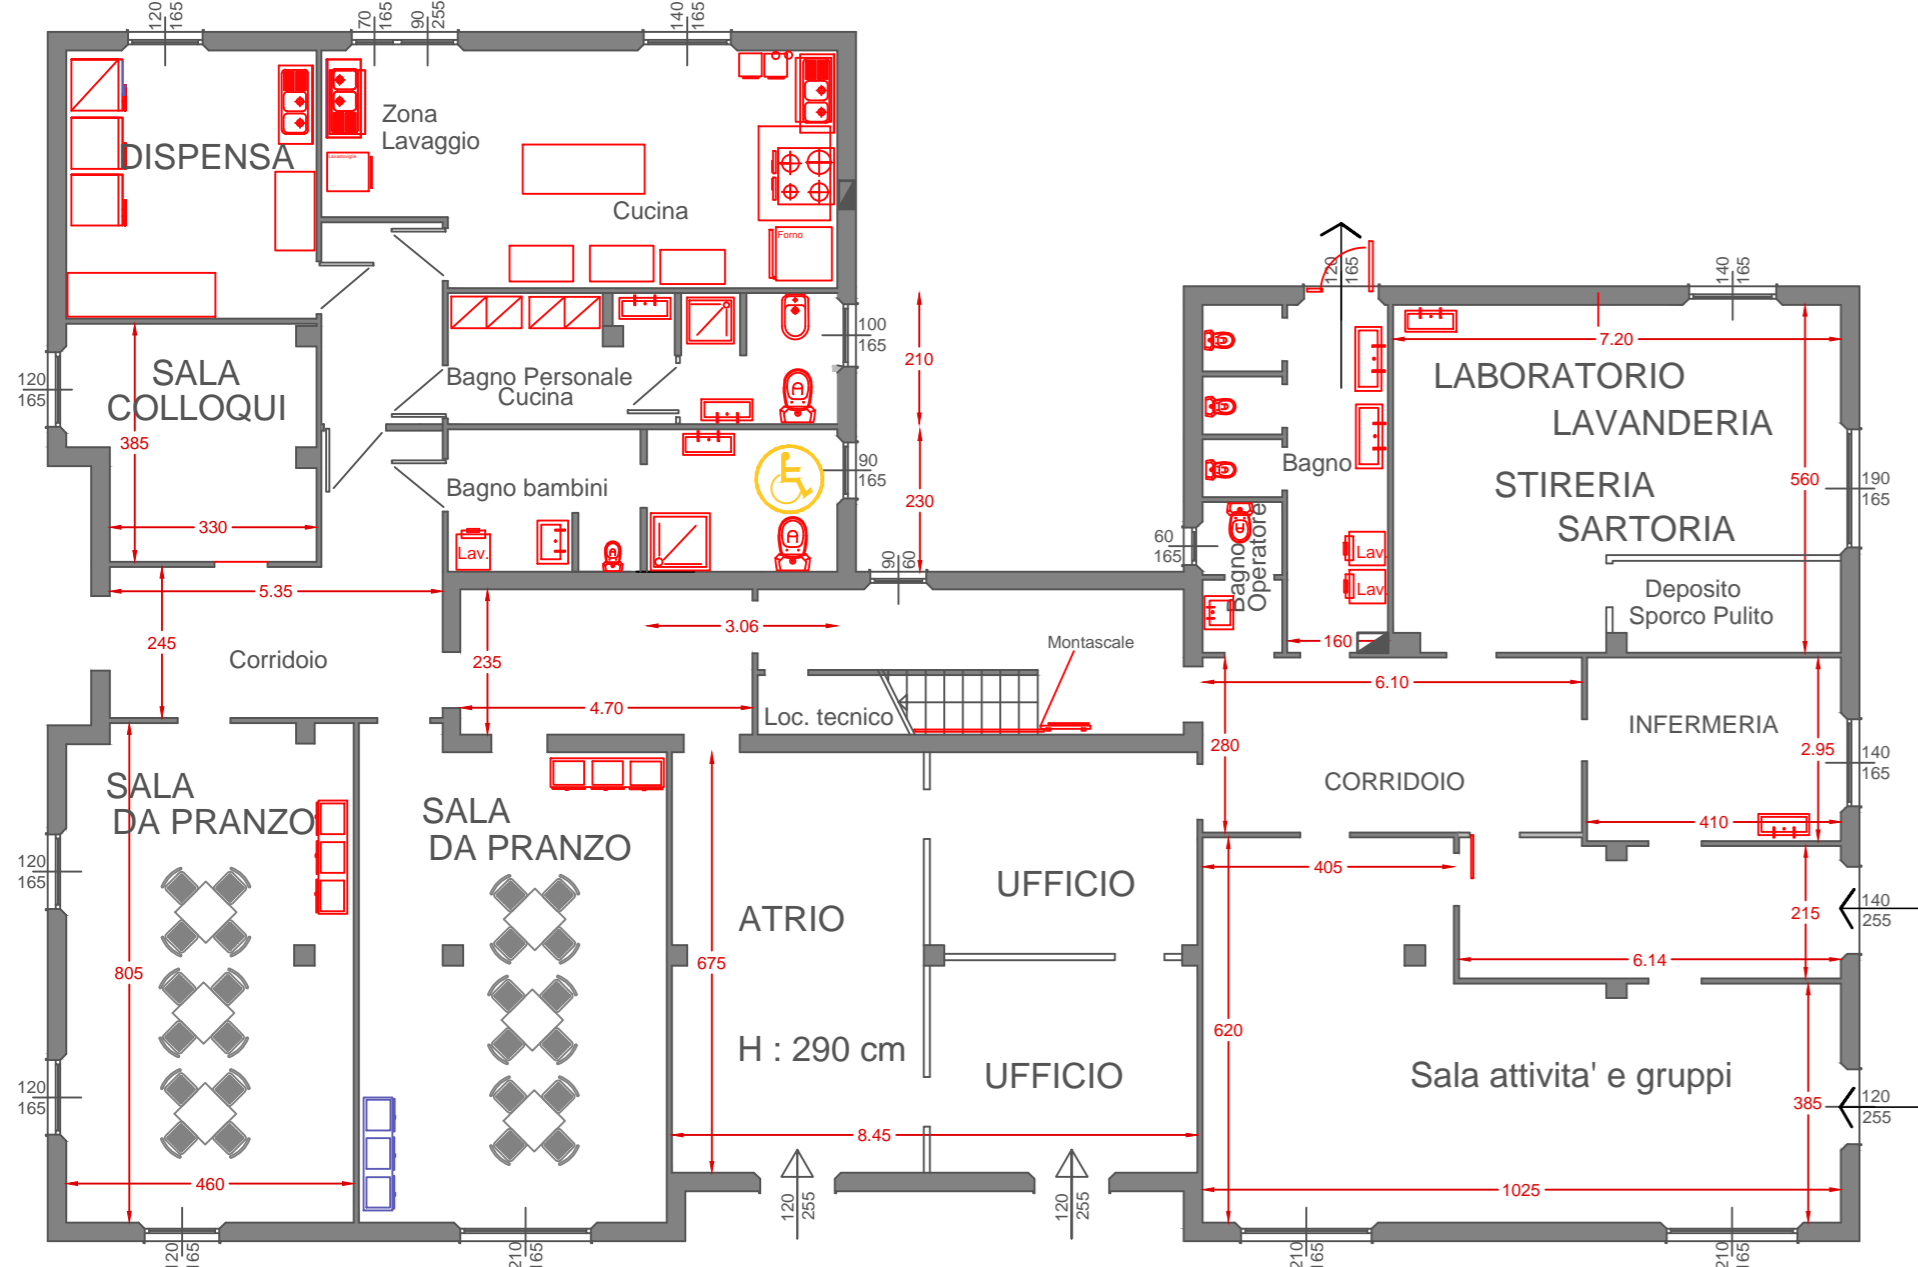 120
165
70
165
90
255
140
165
DISPENSA
Zona
Lavaggio
Lavastoviglie
Cucina
Forno
SALA
COLLOQUI
120
165
385
330
Bagno Personale
Cucina
100
165
210
Bagno bambini
90
165
230
Lav.
5.35
245
Corridoio
235
3.06
4.70
90
60
Montascale
Loc. tecnico
120
165
140
165
7.20
LABORATORIO
LAVANDERIA
STIRERIA
SARTORIA
560
190
165
Bagno
60
165
Bagno
Operatore
Lav.
Lav.
160
Deposito
Sporco Pulito
6.10
280
INFERMERIA
2.95
140
165
CORRIDOIO
410
405
SALA
DA PRANZO
SALA
DA PRANZO
120
165
805
120
165
460
120
165
210
165
ATRIO
675
H : 290 cm
UFFICIO
UFFICIO
8.45
120
255
120
255
140
255
215
6.14
620
Sala attivita' e gruppi
385
120
255
1025
210
165
210
165